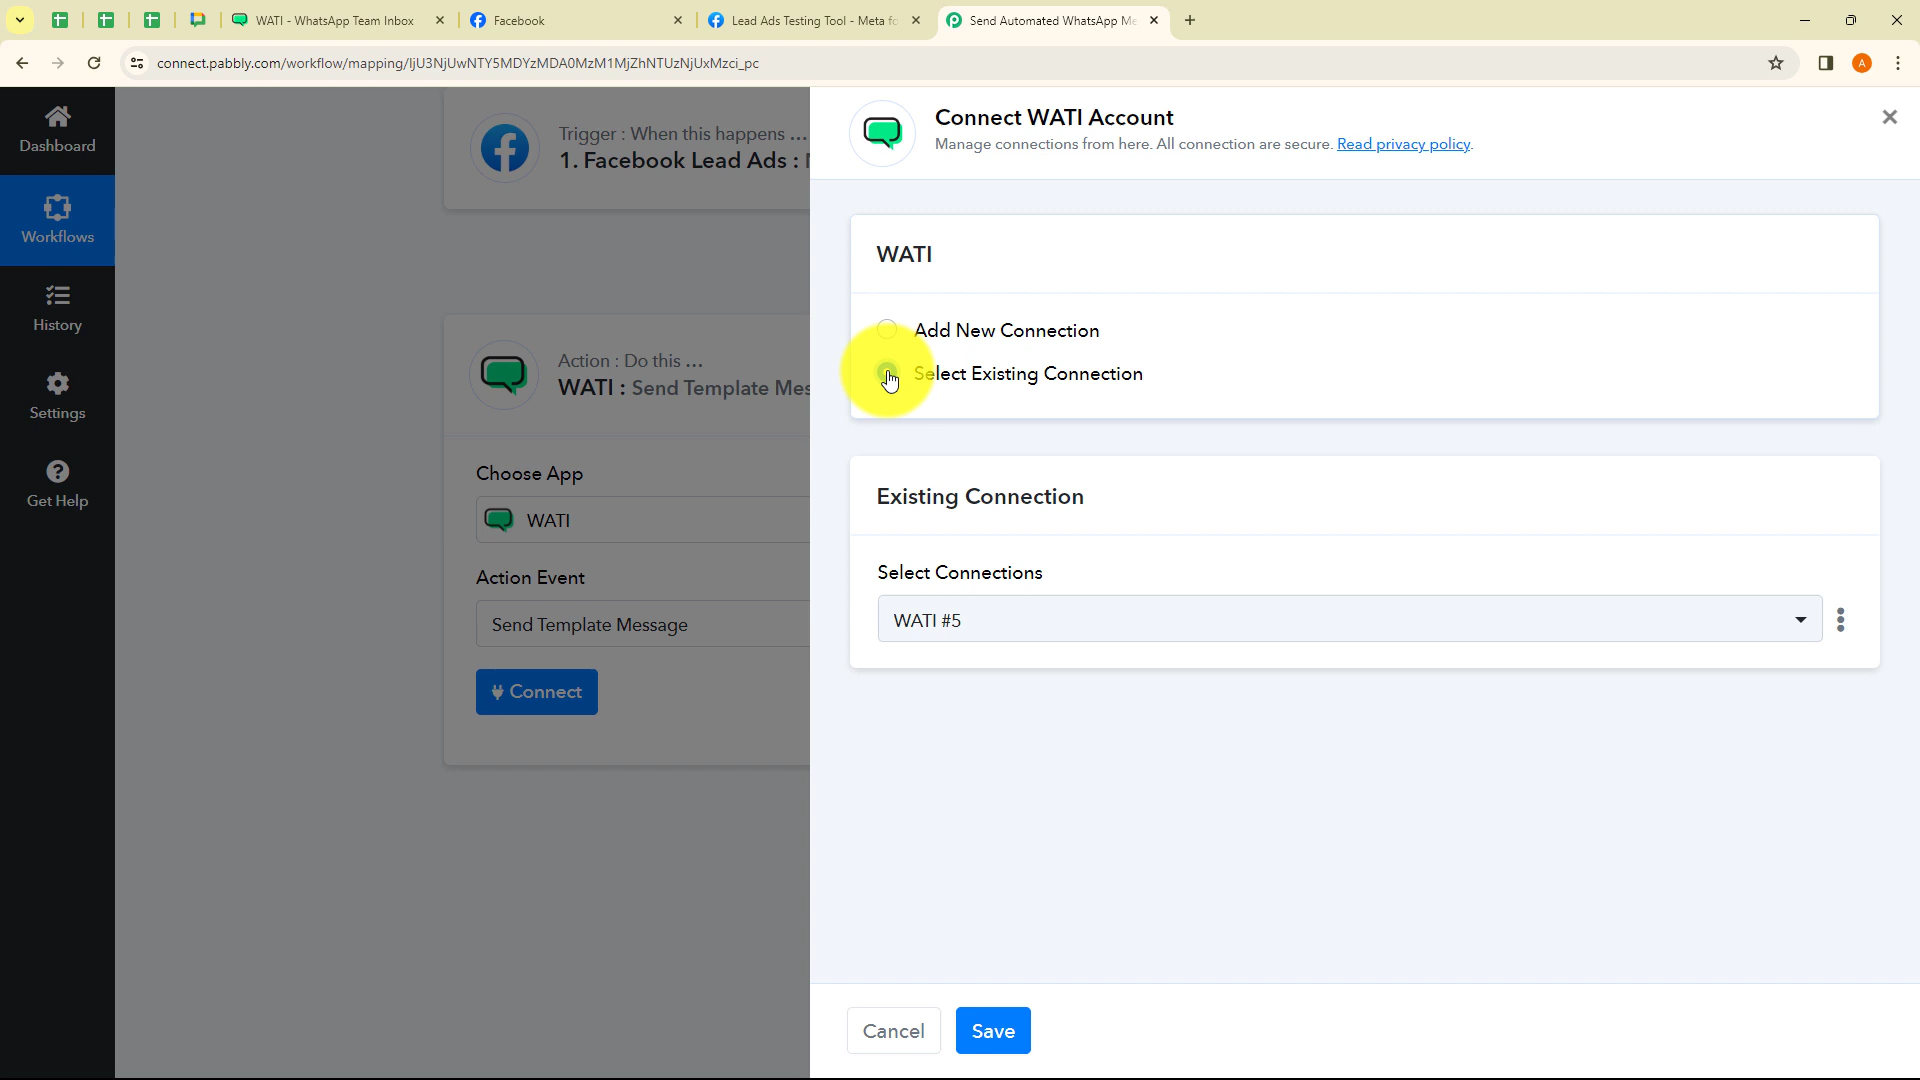 WATI - WhatsApp Team Inbox
Facebook
Lead Ads Testing Tool - Meta fo
Send Automated WhatsApp Me
connect.pabbly.com/workflow/mapping/IjU3NjUwNTY5MDYzMDA0MzM1MjZhNTUzNjUxMzci_pc
A
Dashboard
Workflows
History
Settings
Get Help
Trigger : When this happens ...
1. Facebook Lead Ads :
Action : Do this ...
WATI : Send Template Mes
Choose App
WATI
Action Event
Send Template Message
Connect
Connect WATI Account
Manage connections from here. All connection are secure. Read privacy policy.
WATI
Add New Connection
Select Existing Connection
Existing Connection
Select Connections
WATI #5
Cancel
Save